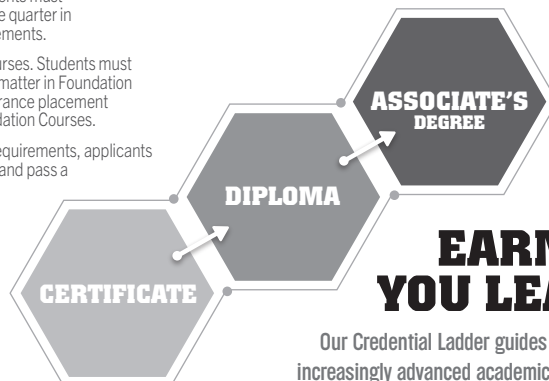 must
e quarter in
ements.
urses. Students must
matter in Foundation
rance placement
dation Courses.
equirements, applicants
and pass a
ASSOCIATE'S
DEGREE
DIPLOMA
CERTIFICATE
EARN
YOU LEA
Our Credential Ladder guides
increasingly advanced academic